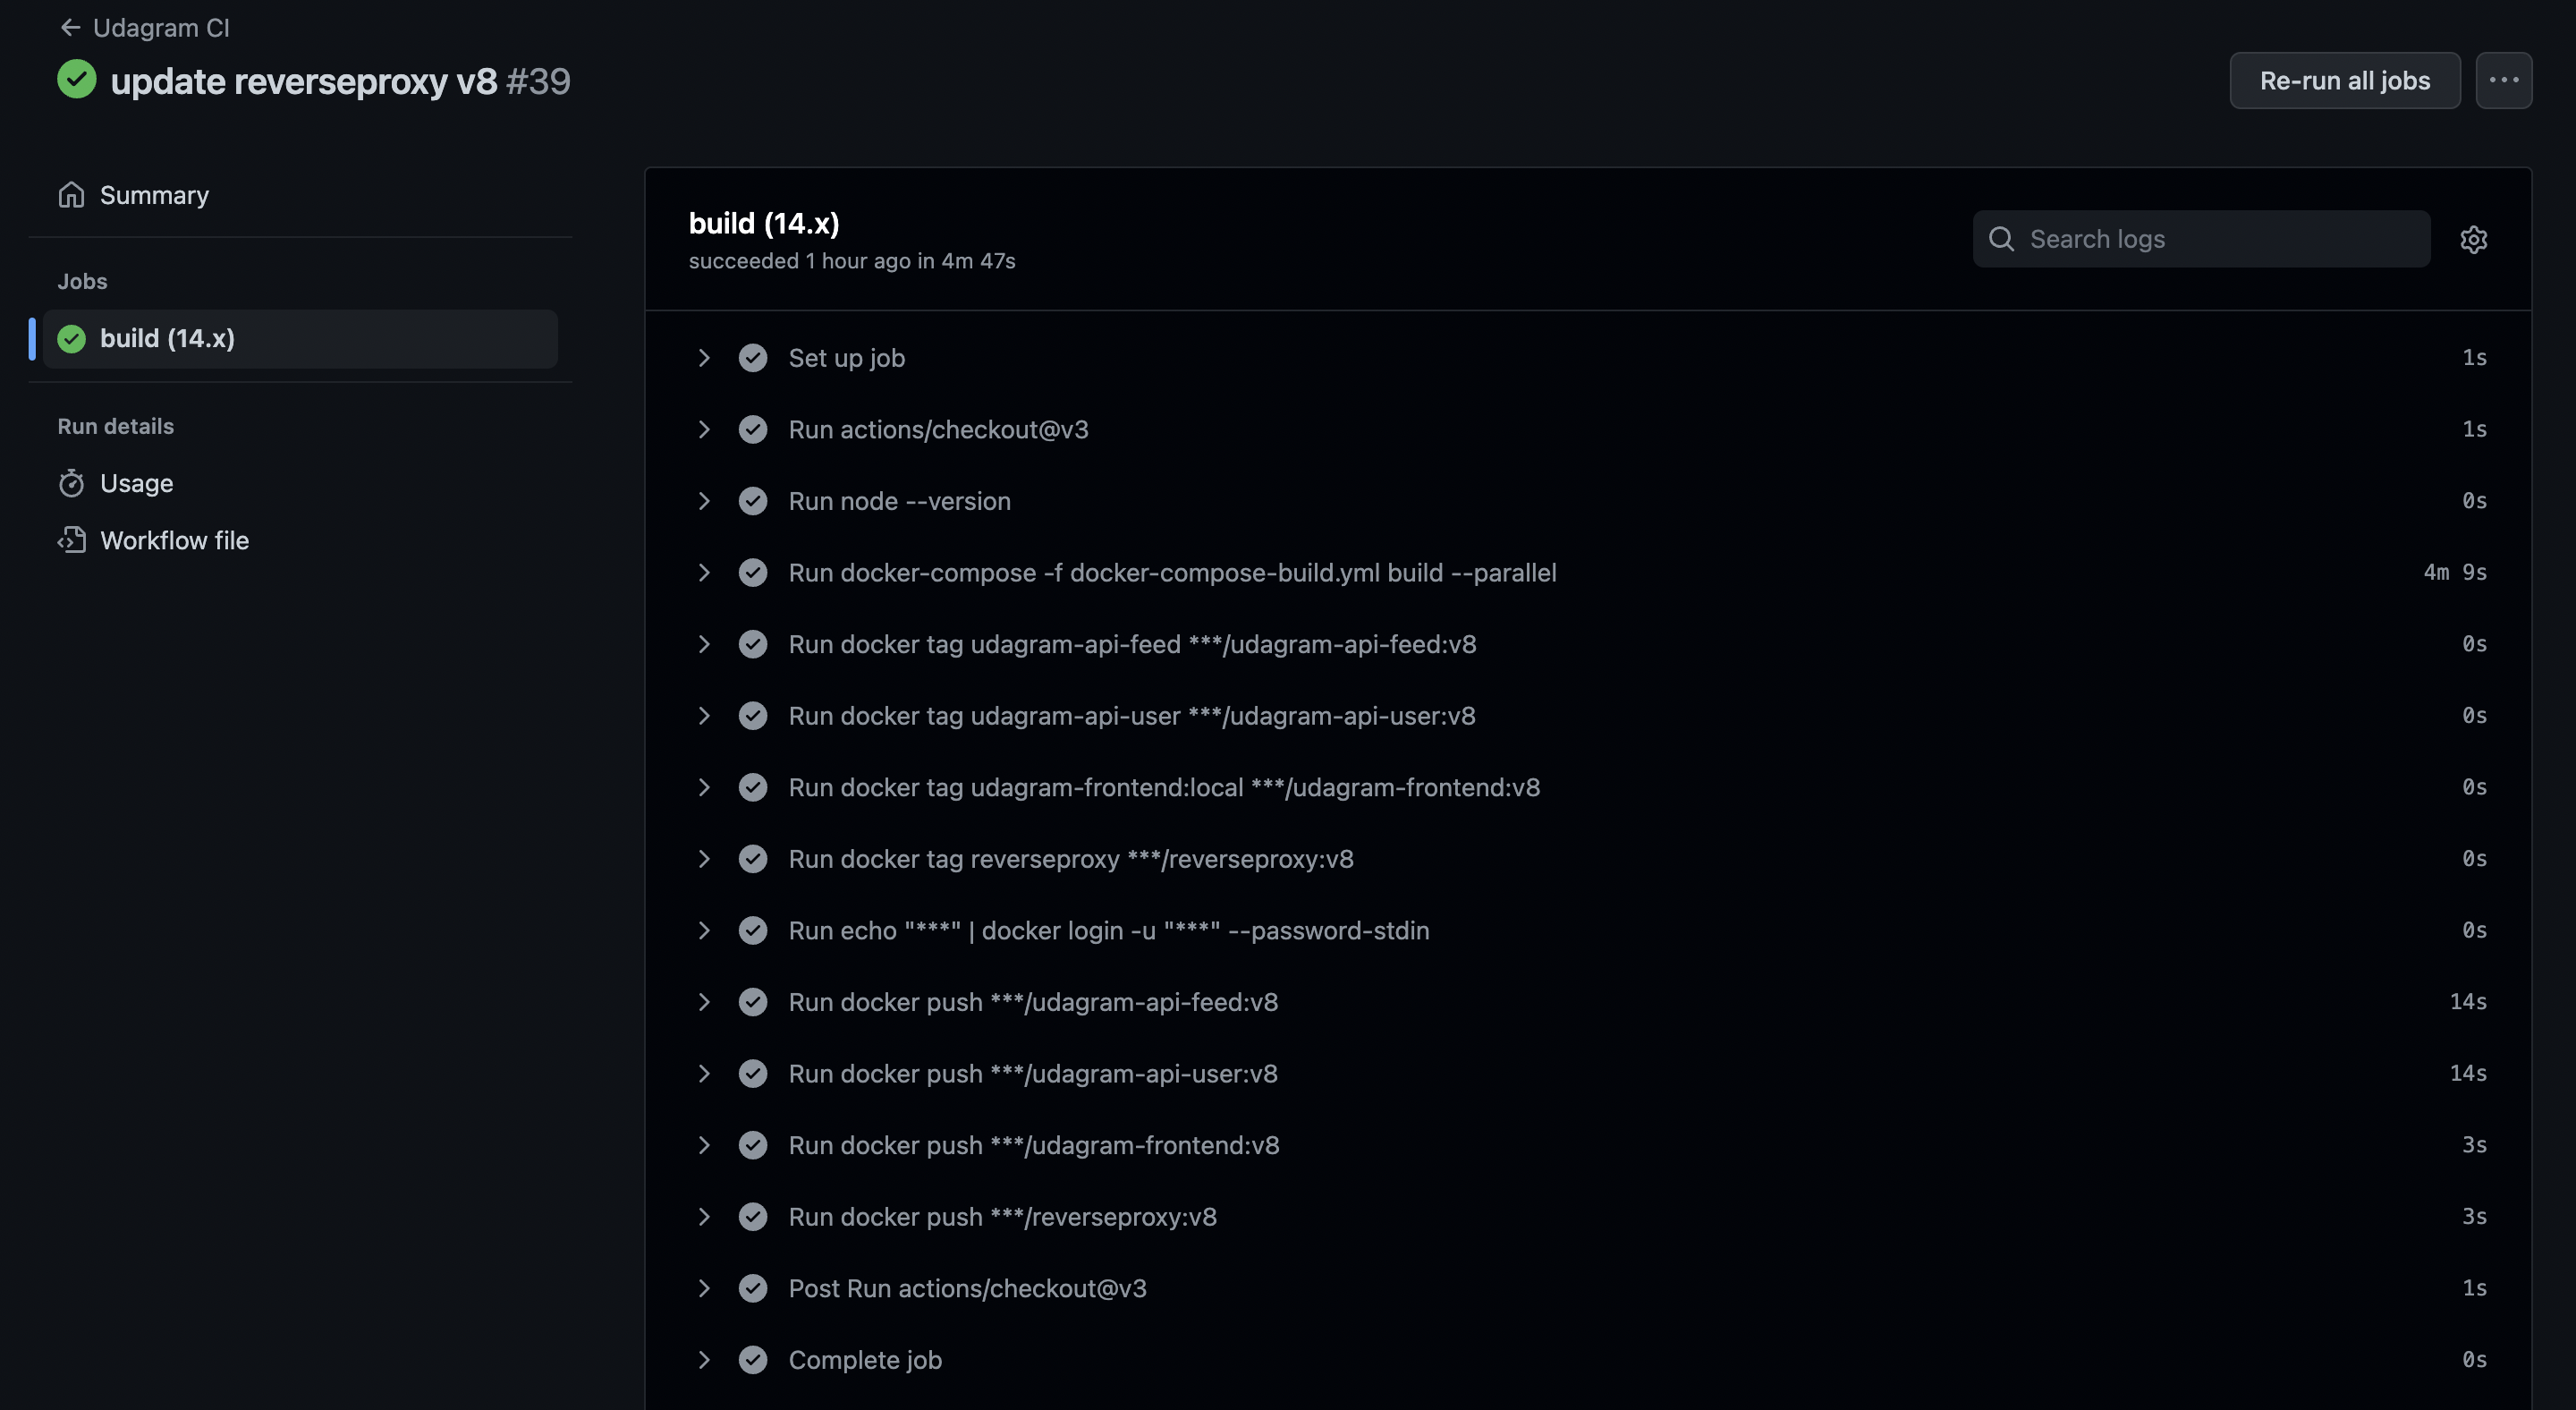 Udagram CI
update reverseproxy v8 #39
Re-run all jobs
Summary
Jobs
build (14.x)
Run details
Usage
Workflow file
build (14.x)
succeeded 1 hour ago in 4m 47s
Search logs
Set up job 1s
Run actions/checkout@v3 1s
Run node --version 0s
Run docker-compose -f docker-compose-build.yml build --parallel 4m 9s
Run docker tag udagram-api-feed ***/udagram-api-feed:v8 0s
Run docker tag udagram-api-user ***/udagram-api-user:v8 0s
Run docker tag udagram-frontend:local ***/udagram-frontend:v8 0s
Run docker tag reverseproxy ***/reverseproxy:v8 0s
Run echo "***" | docker login -u "***" --password-stdin 0s
Run docker push ***/udagram-api-feed:v8 14s
Run docker push ***/udagram-api-user:v8 14s
Run docker push ***/udagram-frontend:v8 3s
Run docker push ***/reverseproxy:v8 3s
Post Run actions/checkout@v3 1s
Complete job 0s